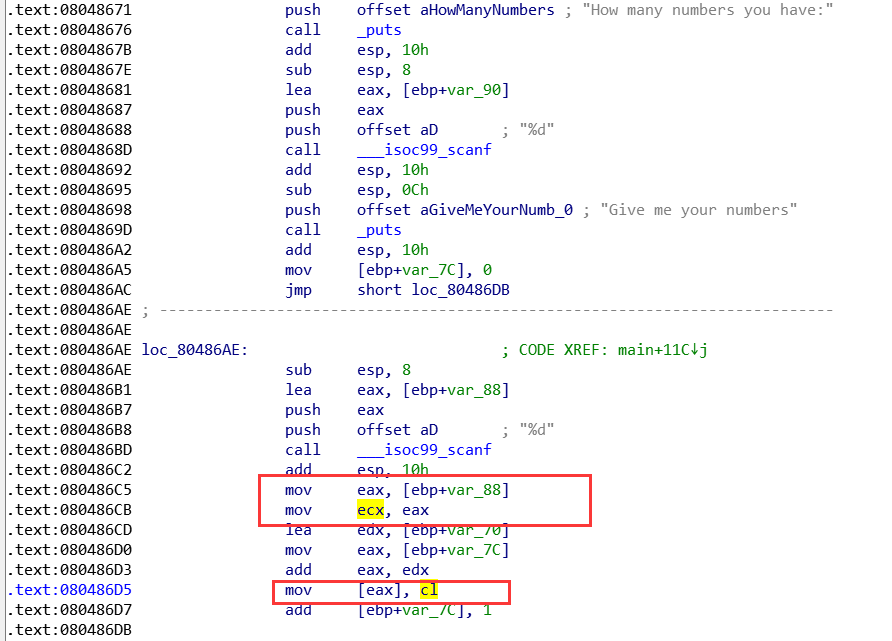 .text:08048671 push offset aHowManyNumbers ; "How many numbers you have:"
.text:08048676 call _puts
.text:0804867B add esp, 10h
.text:0804867E sub esp, 8
.text:08048681 lea eax, [ebp+var_90]
.text:08048687 push eax
.text:08048688 push offset aD ; "%d"
.text:0804868D call ___isoc99_scanf
.text:08048692 add esp, 10h
.text:08048695 sub esp, 0Ch
.text:08048698 push offset aGiveMeYourNumb_0 ; "Give me your numbers"
.text:0804869D call _puts
.text:080486A2 add esp, 10h
.text:080486A5 mov [ebp+var_7C], 0
.text:080486AC jmp short loc_80486DB
.text:080486AE ; ---------------------------------------------------------------------------
.text:080486AE
.text:080486AE loc_80486AE: ; CODE XREF: main+11C↓j
.text:080486AE sub esp, 8
.text:080486B1 lea eax, [ebp+var_88]
.text:080486B7 push eax
.text:080486B8 push offset aD ; "%d"
.text:080486BD call ___isoc99_scanf
.text:080486C2 add esp, 10h
.text:080486C5 mov eax, [ebp+var_88]
.text:080486CB mov ecx, eax
.text:080486CD lea edx, [ebp+var_70]
.text:080486D0 mov eax, [ebp+var_7C]
.text:080486D3 add eax, edx
.text:080486D5 mov [eax], cl
.text:080486D7 add [ebp+var_7C], 1
.text:080486DB